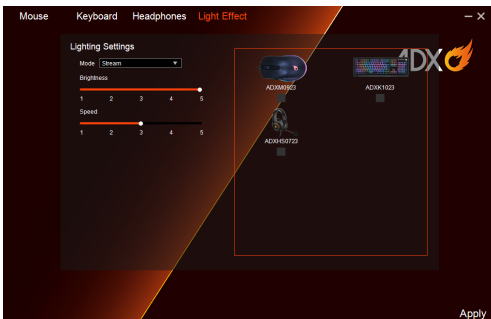 Mouse Keyboard Headphones Light Effect
Lighting Settings
Mode Stream
Brightness
1 2 3 4 5
Speed
1 2 3 4 5
ADXM0923 ADXK1023
ADXHS0723
ADX
Apply